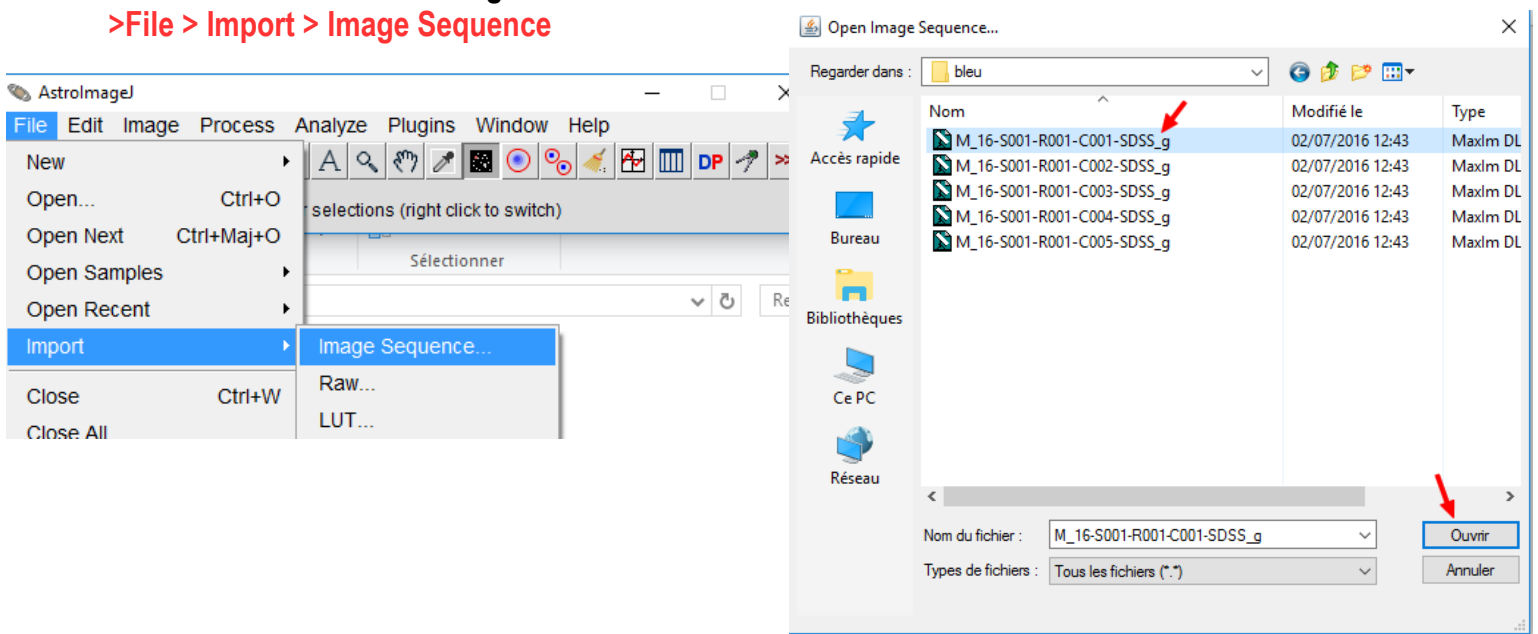 >File > Import > Image Sequence
AstroImageJ
File Edit Image Process Analyze Plugins Window Help
New
Open... Ctrl+O
Open Next Ctrl+Maj+O
Open Samples
Open Recent
Import
Close Ctrl+W
Close All
A DP >>
selections (right click to switch)
Sélectionner
Re
Image Sequence...
Raw...
LUT...
Open Image Sequence...
Regarder dans : bleu
Accès rapide
Bureau
Bibliothèques
Ce PC
Réseau
Nom Modifié le Type
M_16-S001-R001-C001-SDSS_g 02/07/2016 12:43 MaxIm DL
M_16-S001-R001-C002-SDSS_g 02/07/2016 12:43 MaxIm DL
M_16-S001-R001-C003-SDSS_g 02/07/2016 12:43 MaxIm DL
M_16-S001-R001-C004-SDSS_g 02/07/2016 12:43 MaxIm DL
M_16-S001-R001-C005-SDSS_g 02/07/2016 12:43 MaxIm DL
Nom du fichier : M_16-S001-R001-C001-SDSS_g Ouvrir
Types de fichiers : Tous les fichiers (*.*) Annuler